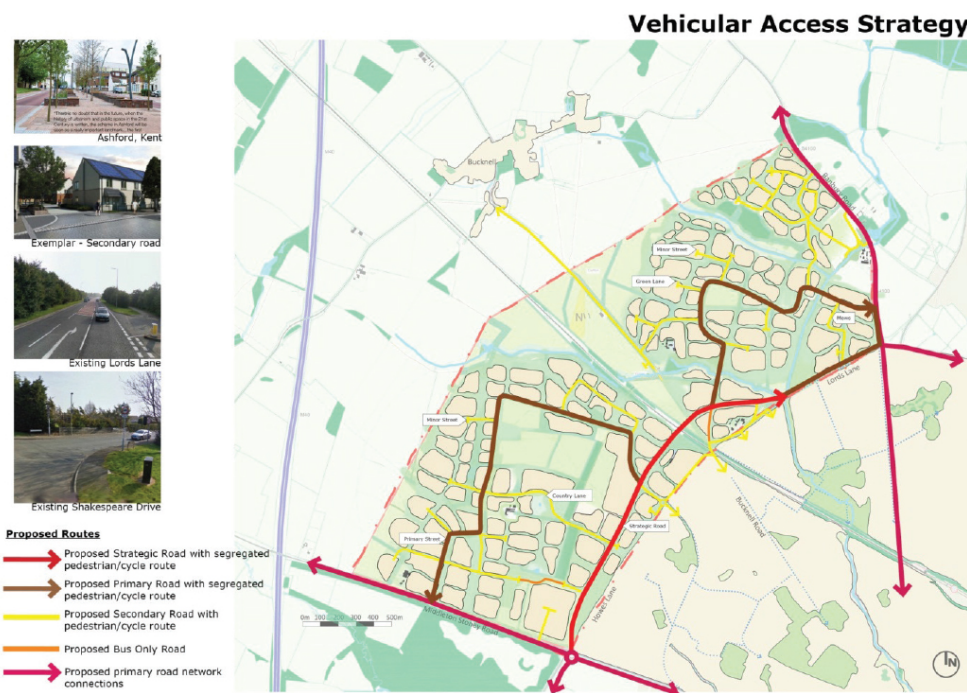 Vehicular Access Strategy
Ashford, Kent
Exemplar - Secondary road
Existing Lords Lane
Existing Shakespeare Drive
Proposed Routes
Proposed Strategic Road with segregated
pedestrian/cycle route
Proposed Primary Road with segregated
pedestrian/cycle route
Proposed Secondary Road with
pedestrian/cycle route
Proposed Bus Only Road
Proposed primary road network
connections
Bucknell
Minor Street
Green Lane
Mews
Lords Lane
Minor Street
Country Lane
Strategic Road
Primary Street
Bucknell Road
Howes Lane
Middleton Stoney Road
0m 100 200 300 400 500m
N